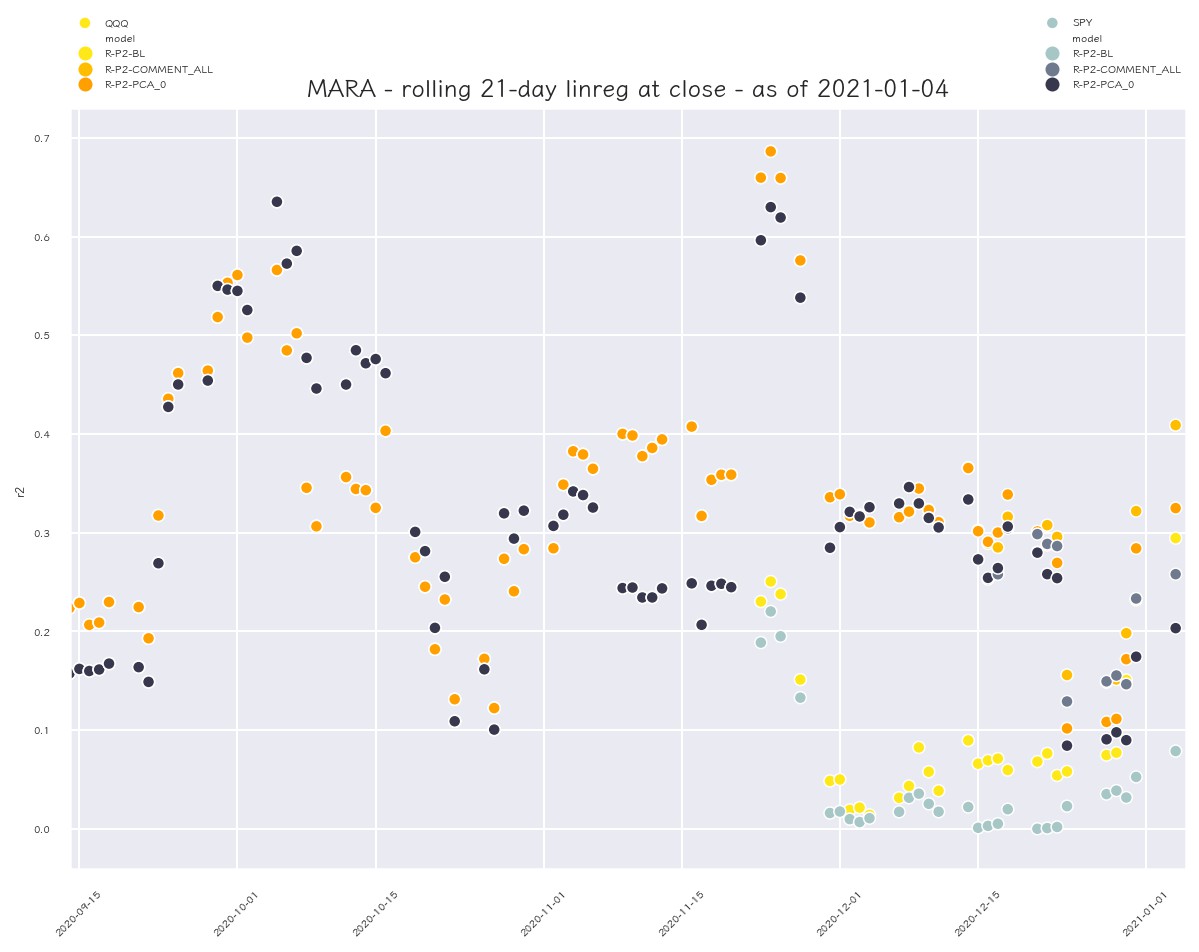 QQQ
model
R-P2-BL
R-P2-COMMENT_ALL
R-P2-PCA_0
SPY
model
R-P2-BL
R-P2-COMMENT_ALL
R-P2-PCA_0
MARA - rolling 21-day linreg at close - as of 2021-01-04
0.7
0.6
0.5
0.4
0.3
0.2
0.1
0.0
r2
2020-09-15
2020-10-01
2020-10-15
2020-11-01
2020-11-15
2020-12-01
2020-12-15
2021-01-01